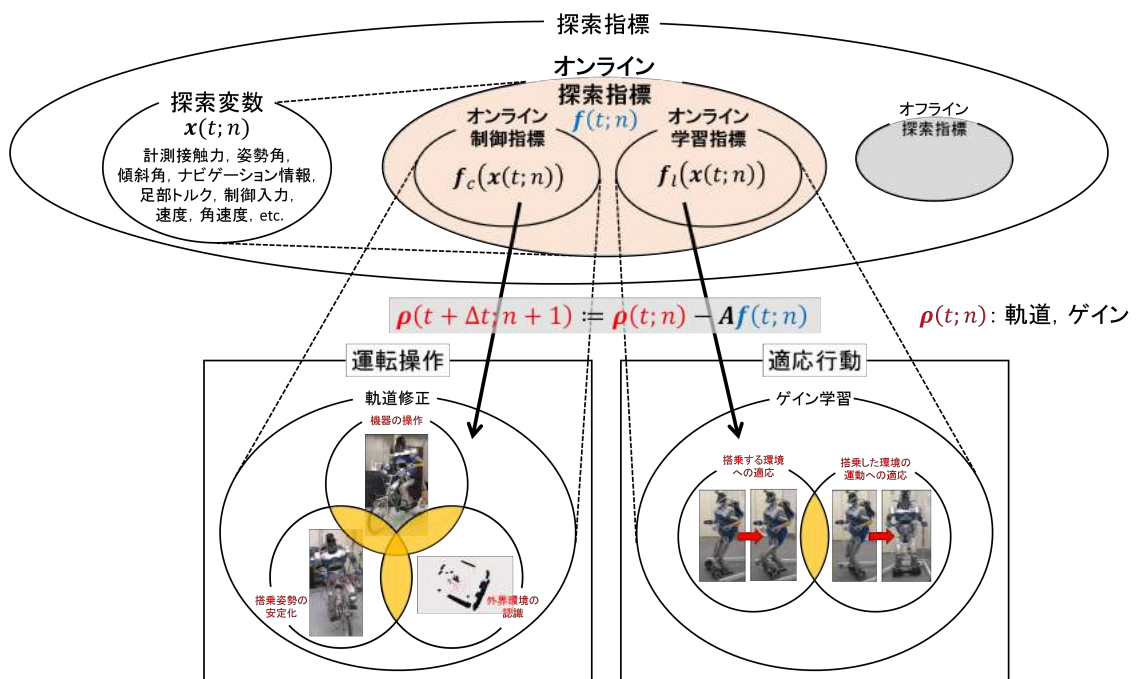 探索指標
オンライン
探索指標
f(t; n)
探索変数
x(t; n)
計測接触力, 姿勢角,
傾斜角, ナビゲーション情報,
足部トルク, 制御入力,
速度, 角速度, etc.
オンライン
制御指標
f_c(x(t; n))
オンライン
学習指標
f_l(x(t; n))
オフライン
探索指標
ρ(t + Δt; n + 1) ≔ ρ(t; n) − Af(t; n)
ρ(t; n): 軌道, ゲイン
運転操作
軌道修正
機器の操作
搭乗姿勢の
安定化
外界環境の
認識
適応行動
ゲイン学習
搭乗する環境
への適応
搭乗した環境の
運動への適応